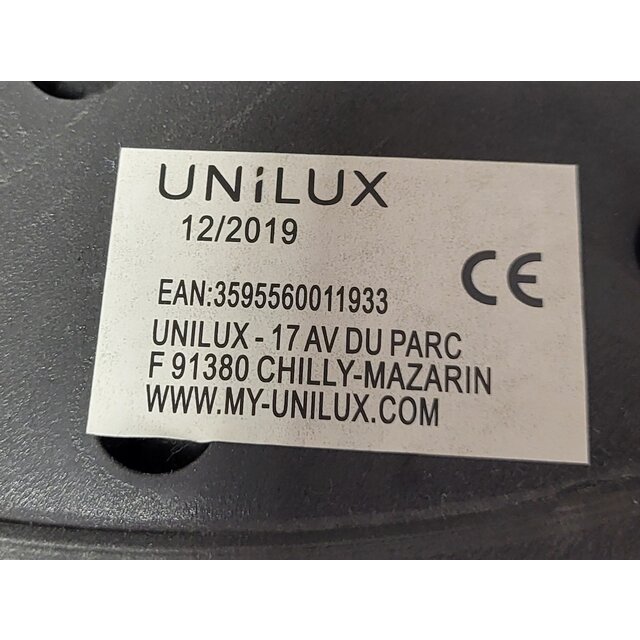 UNiLUX
12/2019
CE
EAN:3595560011933
UNILUX - 17 AV DU PARC
F 91380 CHILLY-MAZARIN
WWW.MY-UNILUX.COM